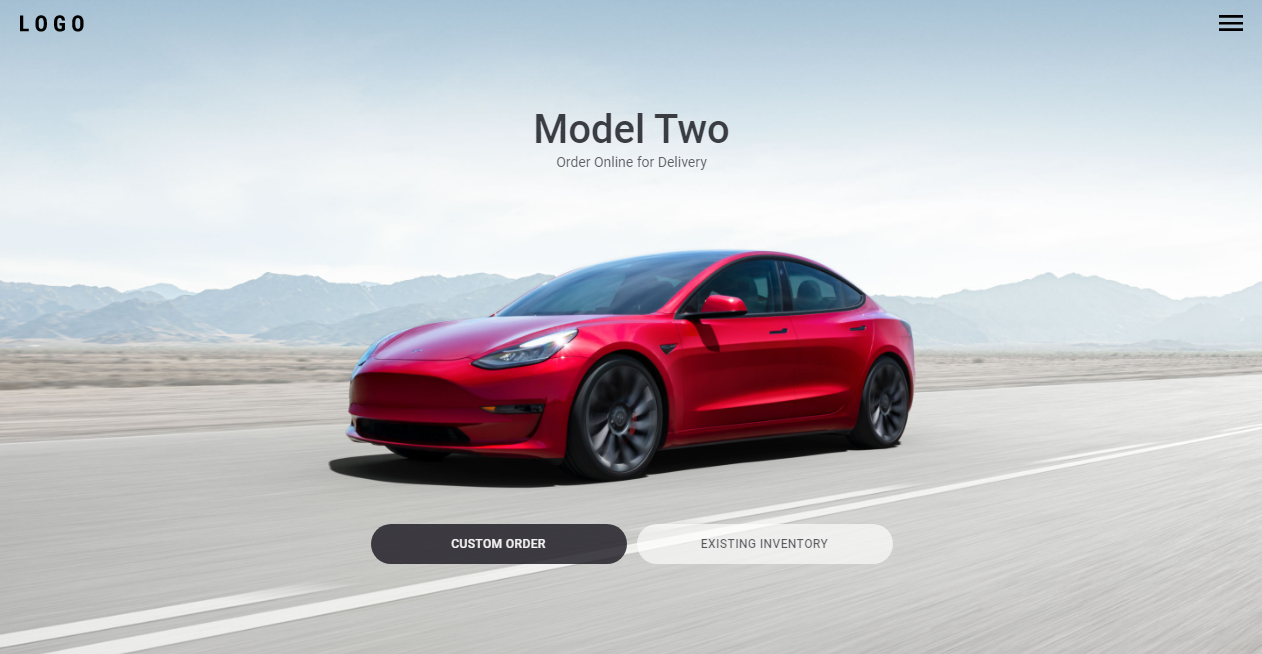 LOGO
Model Two
Order Online for Delivery
CUSTOM ORDER
EXISTING INVENTORY